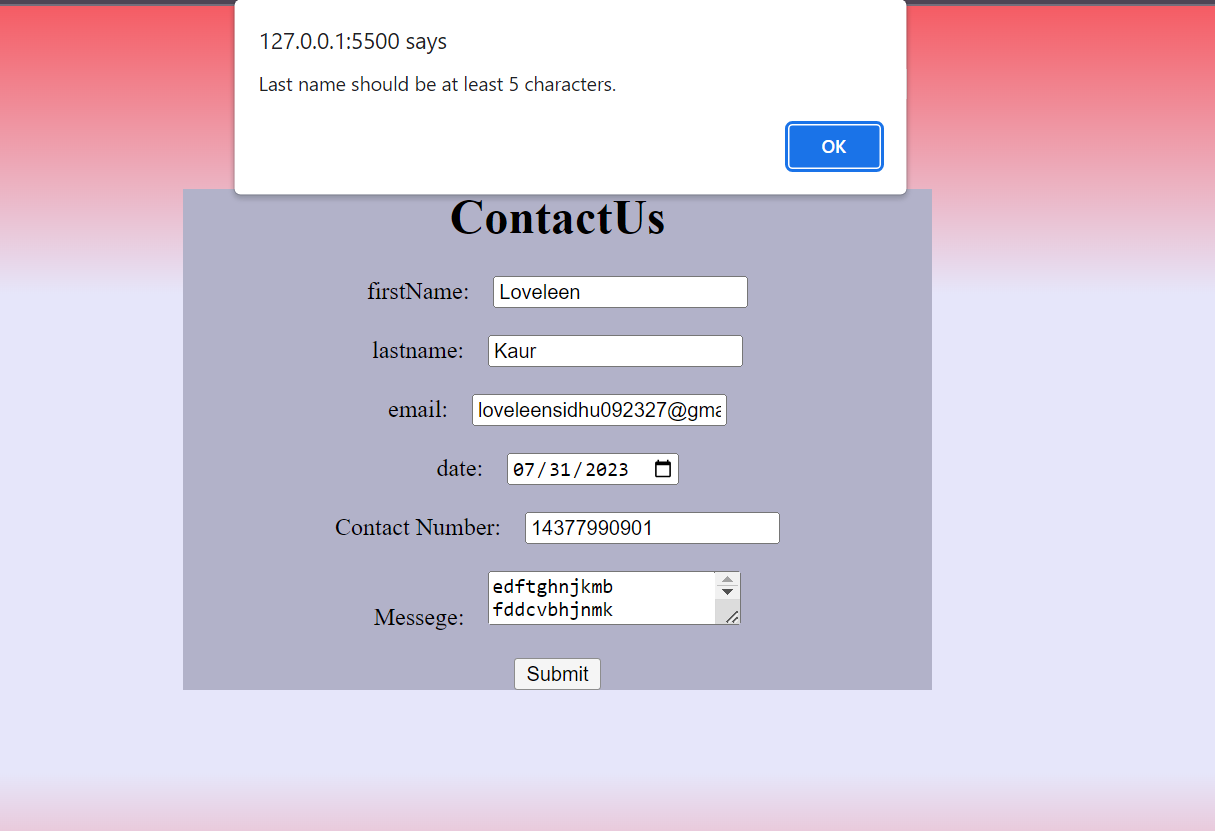 127.0.0.1:5500 says
Last name should be at least 5 characters.
OK
ContactUs
firstName: Loveleen
lastname: Kaur
email: loveleensidhu092327@gma
date: 07/31/2023
Contact Number: 14377990901
Messege: edftghnjkmb
fddcvbhjnmk
Submit